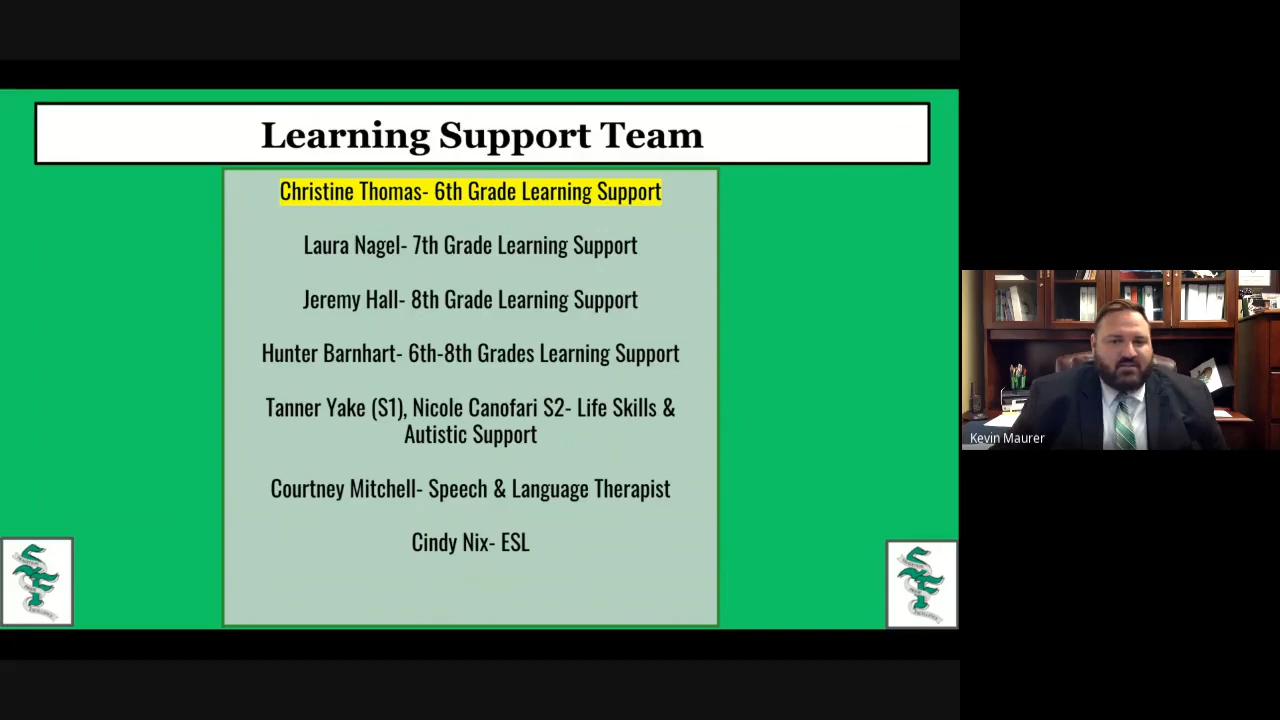 Learning Support Team
Christine Thomas- 6th Grade Learning Support
Laura Nagel- 7th Grade Learning Support
Jeremy Hall- 8th Grade Learning Support
Hunter Barnhart- 6th-8th Grades Learning Support
Tanner Yake (S1), Nicole Canofari S2- Life Skills &
Autistic Support
Courtney Mitchell- Speech & Language Therapist
Cindy Nix- ESL
Kevin Maurer